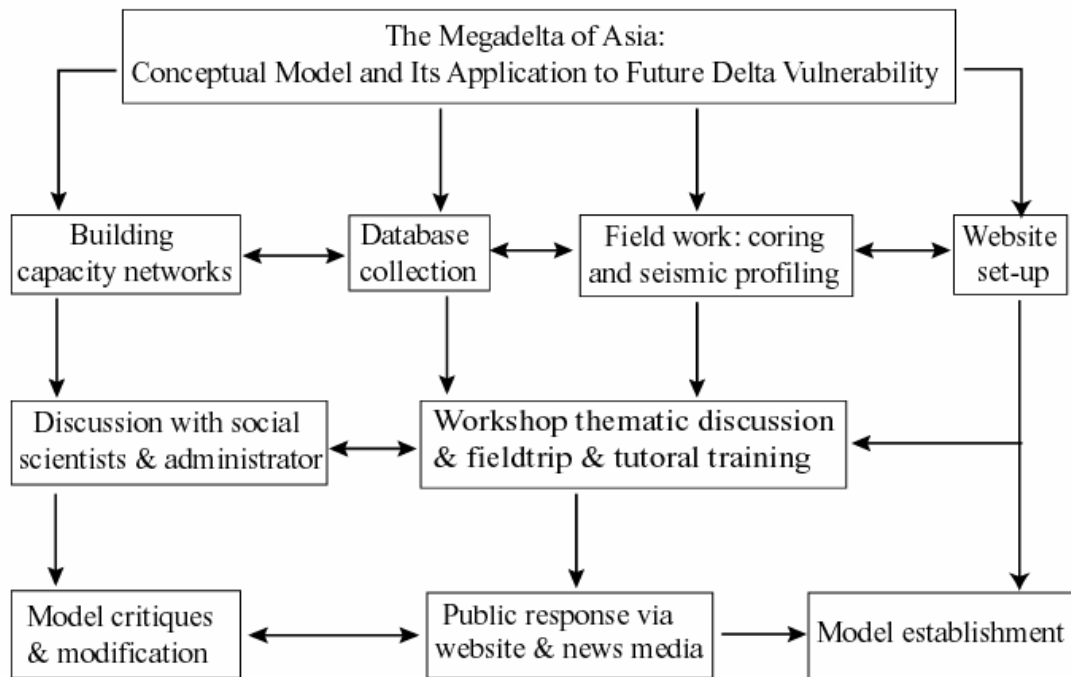 The Megadelta of Asia:
Conceptual Model and Its Application to Future Delta Vulnerability
Building
capacity networks
Database
collection
Field work: coring
and seismic profiling
Website
set-up
Discussion with social
scientists & administrator
Workshop thematic discussion
& fieldtrip & tutoral training
Model critiques
& modification
Public response via
website & news media
Model establishment